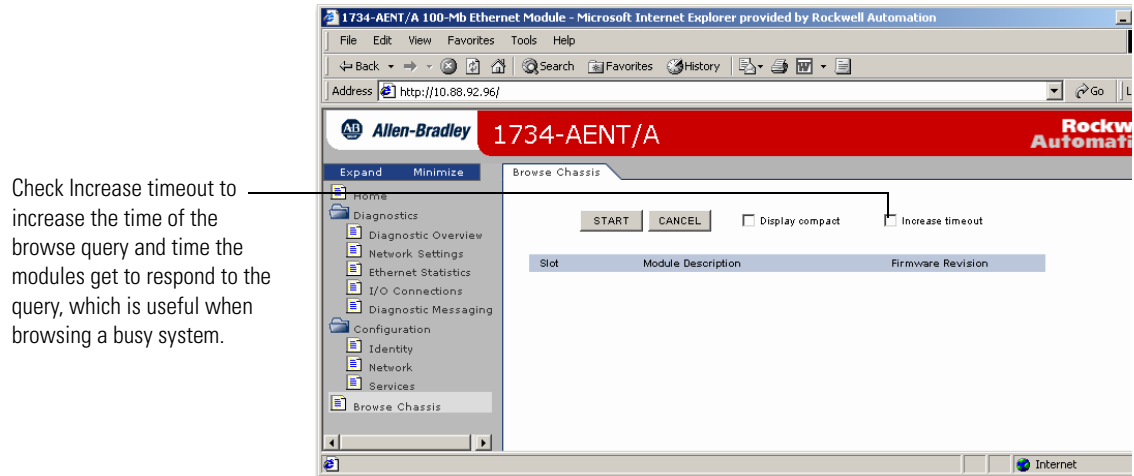 1734-AENT/A 100-Mb Ethernet Module - Microsoft Internet Explorer provided by Rockwell Automation
File Edit View Favorites Tools Help
Back Search Favorites History
Address http://10.88.92.96/ Go
AB Allen-Bradley 1734-AENT/A
Rockw
Automati
Check Increase timeout to
increase the time of the
browse query and time the
modules get to respond to the
query, which is useful when
browsing a busy system.
Expand Minimize
Home
Diagnostics
Diagnostic Overview
Network Settings
Ethernet Statistics
I/O Connections
Diagnostic Messaging
Configuration
Identity
Network
Services
Browse Chassis
Browse Chassis
START CANCEL Display compact Increase timeout
Slot Module Description Firmware Revision
Internet